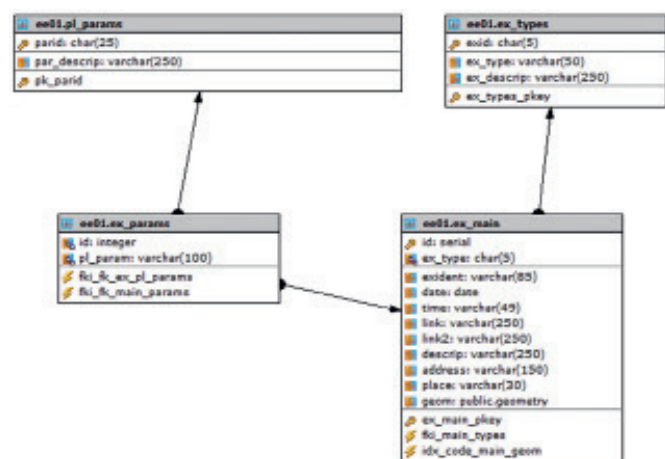 ee01.pl_params
parid: char(25)
par_descrip: varchar(250)
pk_parid
ee01.ex_types
exid: char(5)
ex_type: varchar(50)
ex_descrip: varchar(250)
ex_types_pkey
ee01.ex_params
id: integer
pl_param: varchar(100)
fki_fk_ex_pl_params
fki_fk_main_params
ee01.ex_main
id: serial
ex_type: char(5)
exident: varchar(85)
date: date
time: varchar(49)
link: varchar(250)
link2: varchar(250)
descrip: varchar(250)
address: varchar(150)
place: varchar(30)
geom: public.geometry
ex_main_pkey
fki_main_types
idx_code_main_geom